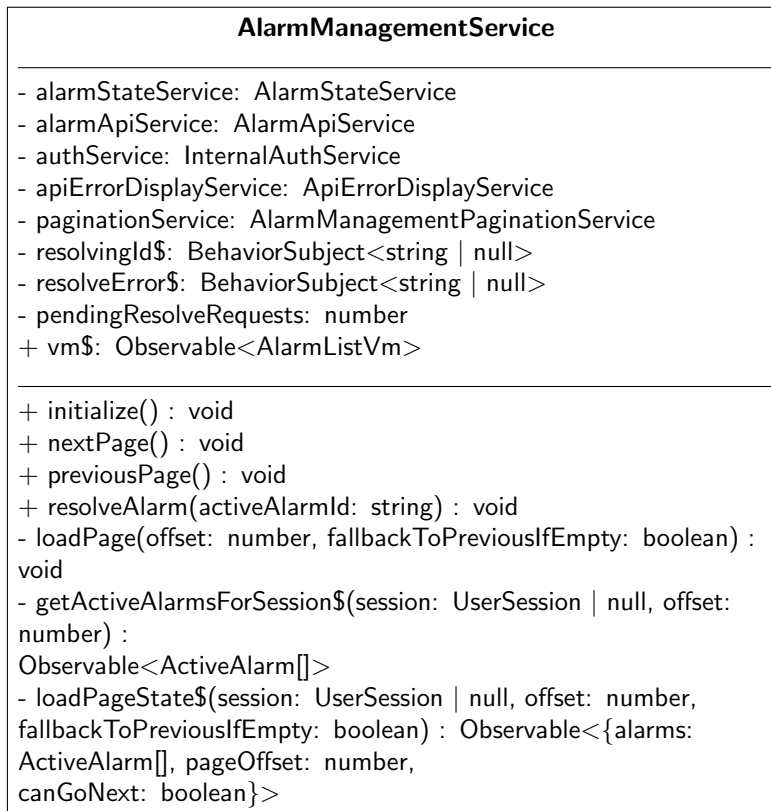 AlarmManagementService
- alarmStateService: AlarmStateService
- alarmApiService: AlarmApiService
- authService: InternalAuthService
- apiErrorDisplayService: ApiErrorDisplayService
- paginationService: AlarmManagementPaginationService
- resolvingId$: BehaviorSubject<string | null>
- resolveError$: BehaviorSubject<string | null>
- pendingResolveRequests: number
+ vm$: Observable<AlarmListVm>
+ initialize() : void
+ nextPage() : void
+ previousPage() : void
+ resolveAlarm(activeAlarmId: string) : void
- loadPage(offset: number, fallbackToPreviousIfEmpty: boolean) :
void
- getActiveAlarmsForSession$(session: UserSession | null, offset:
number) :
Observable<ActiveAlarm[]>
- loadPageState$(session: UserSession | null, offset: number,
fallbackToPreviousIfEmpty: boolean) : Observable<{alarms:
ActiveAlarm[], pageOffset: number,
canGoNext: boolean}>